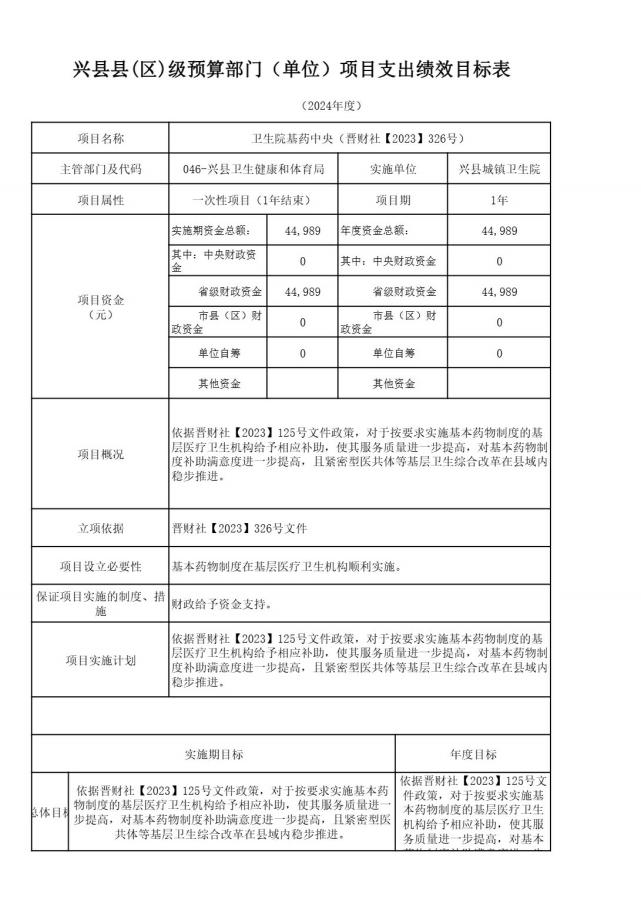 兴县县(区)级预算部门（单位）项目支出绩效目标表
（2024年度）
项目名称
卫生院基药中央（晋财社【2023】326号）
主管部门及代码
046-兴县卫生健康和体育局
实施单位
兴县城镇卫生院
项目属性
一次性项目（1年结束）
项目期
1年
项目资金
（元）
实施期资金总额：
44,989
年度资金总额：
44,989
其中：中央财政资
金
0
其中：中央财政资金
0
省级财政资金
44,989
省级财政资金
44,989
市县（区）财
政资金
0
市县（区）财
政资金
0
单位自筹
0
单位自筹
0
其他资金
其他资金
项目概况
依据晋财社【2023】125号文件政策，对于按要求实施基本药物制度的基
层医疗卫生机构给予相应补助，使其服务质量进一步提高，对基本药物制
度补助满意度进一步提高，且紧密型医共体等基层卫生综合改革在县域内
稳步推进。
立项依据
晋财社【2023】326号文件
项目设立必要性
基本药物制度在基层医疗卫生机构顺利实施。
保证项目实施的制度、措
施
财政给予资金支持。
项目实施计划
依据晋财社【2023】125号文件政策，对于按要求实施基本药物制度的基
层医疗卫生机构给予相应补助，使其服务质量进一步提高，对基本药物制
度补助满意度进一步提高，且紧密型医共体等基层卫生综合改革在县域内
稳步推进。
实施期目标
年度目标
总体目标
依据晋财社【2023】125号文件政策，对于按要求实施基本药
物制度的基层医疗卫生机构给予相应补助，使其服务质量进一
步提高，对基本药物制度补助满意度进一步提高，且紧密型医
共体等基层卫生综合改革在县域内稳步推进。
依据晋财社【2023】125号文
件政策，对于按要求实施基
本药物制度的基层医疗卫生
机构给予相应补助，使其服
务质量进一步提高，对基本